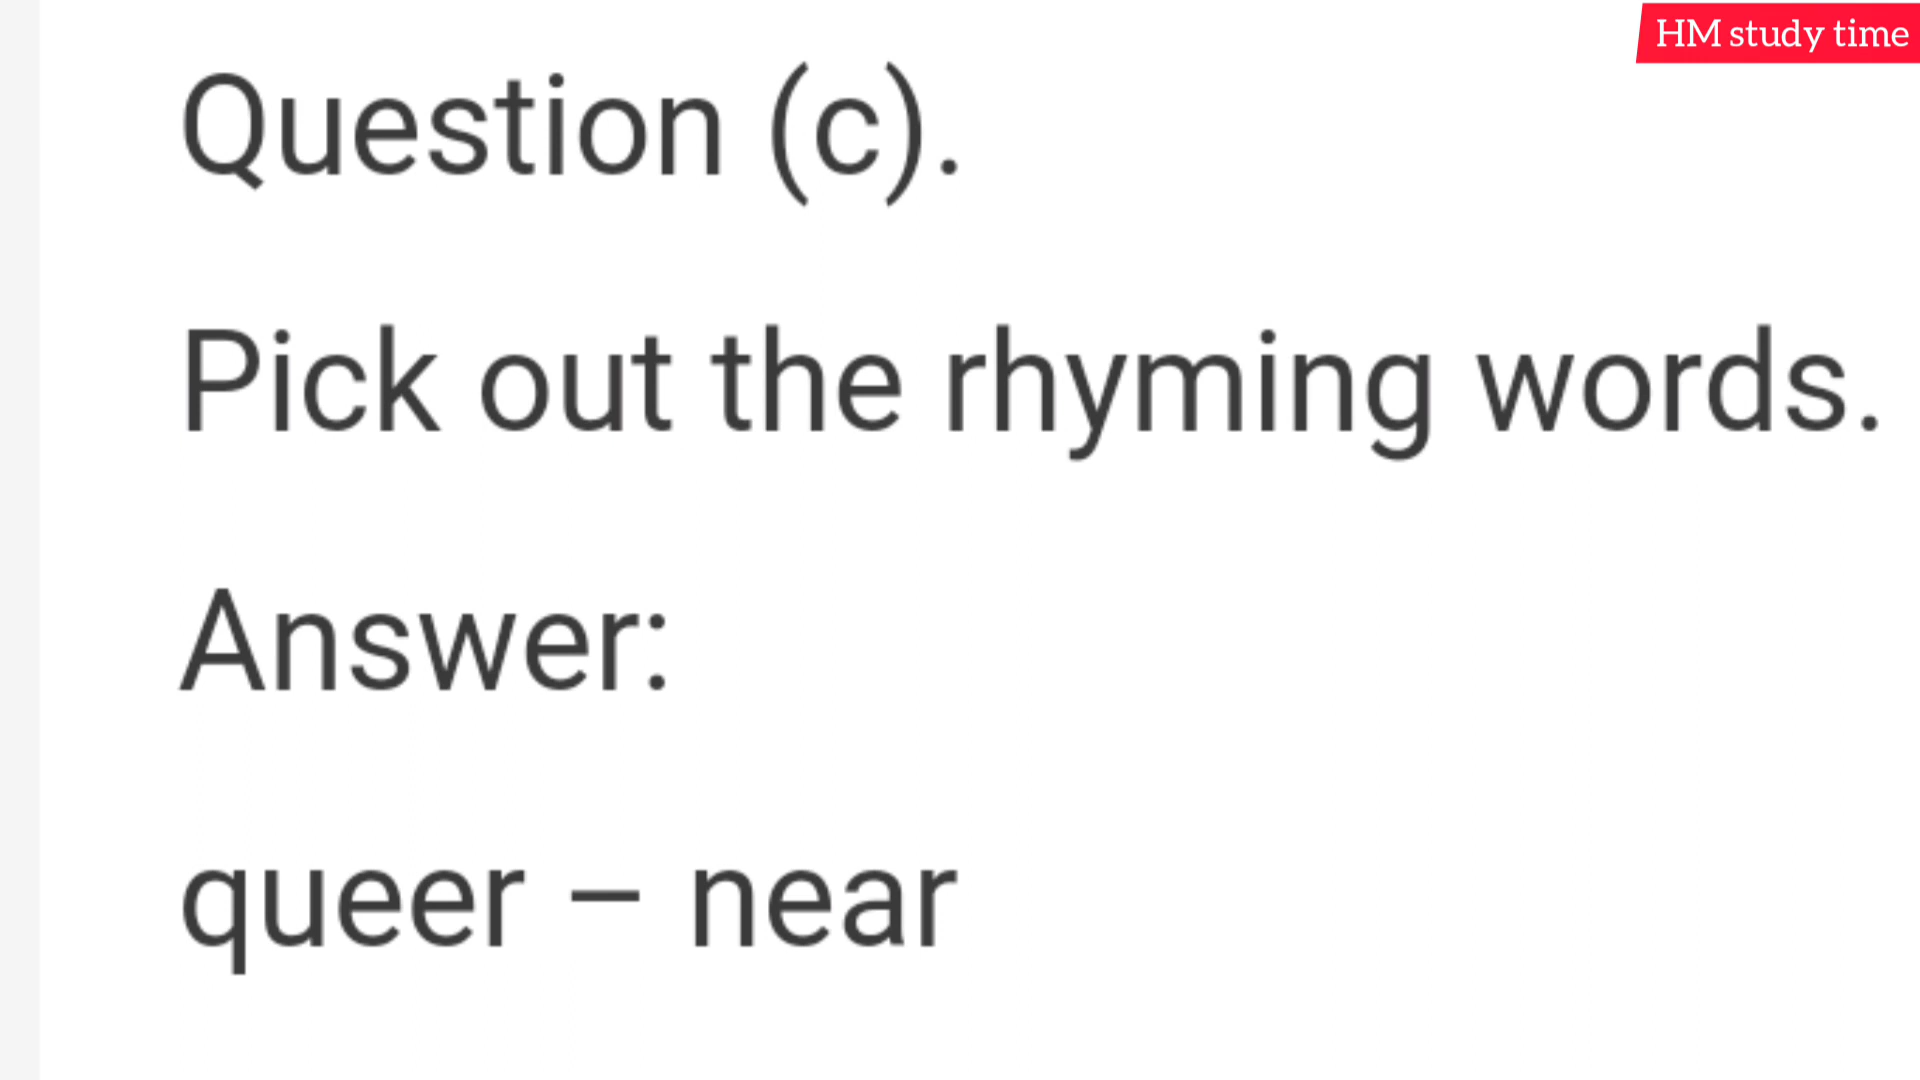 HM study time
Question (c).
Pick out the rhyming words.
Answer:
queer – near